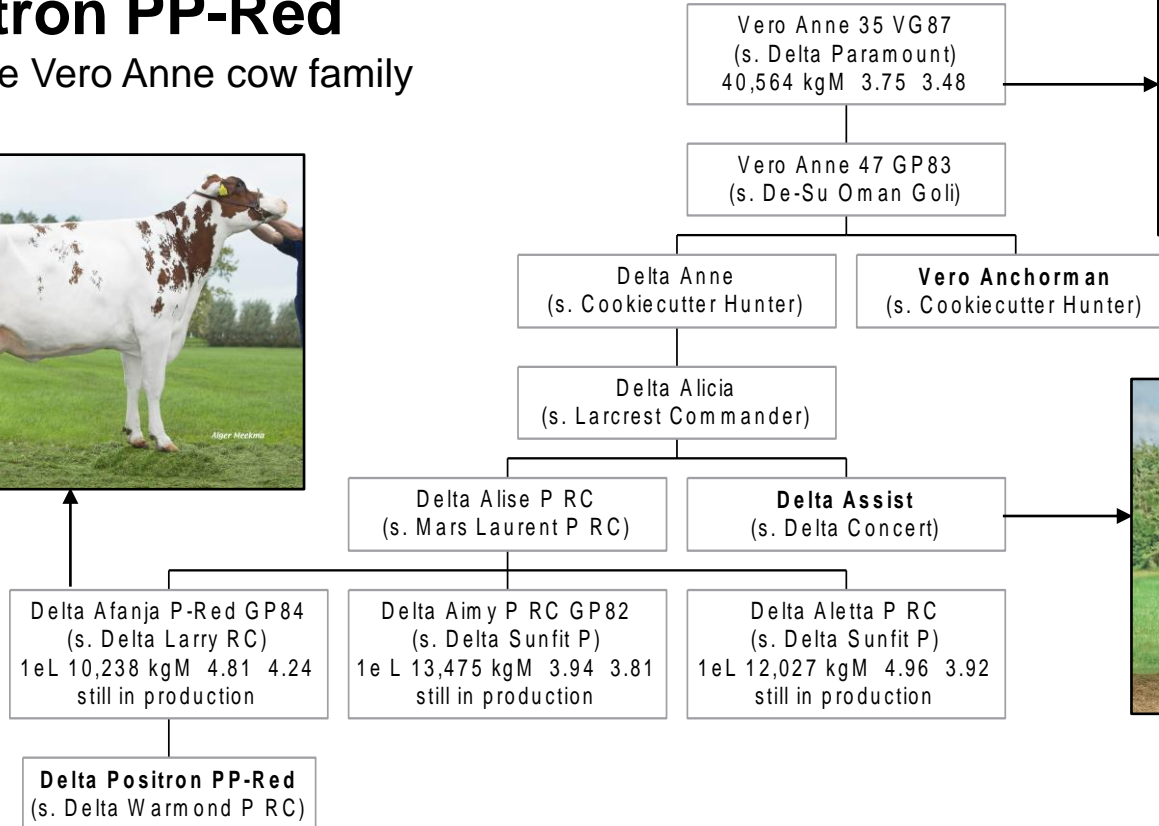 tron PP-Red
e Vero Anne cow family
Vero Anne 35 VG87
(s. Delta Paramount)
40,564 kgM 3.75 3.48
Vero Anne 47 GP83
(s. De-Su Oman Goli)
Delta Anne
(s. Cookiecutter Hunter)
Vero Anchorman
(s. Cookiecutter Hunter)
Delta Alicia
(s. Larcrest Commander)
Alger Meekma
Delta Alise P RC
(s. Mars Laurent P RC)
Delta Assist
(s. Delta Concert)
Delta Afanja P-Red GP84
(s. Delta Larry RC)
1eL 10,238 kgM 4.81 4.24
still in production
Delta Aimy P RC GP82
(s. Delta Sunfit P)
1e L 13,475 kgM 3.94 3.81
still in production
Delta Aletta P RC
(s. Delta Sunfit P)
1eL 12,027 kgM 4.96 3.92
still in production
Delta Positron PP-Red
(s. Delta Warmond P RC)